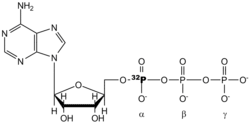 NH₂
N N
N N
O O O
O ³²P O P O P O⁻
O
H H O⁻ O⁻ O⁻
H H
OH OH α β γ